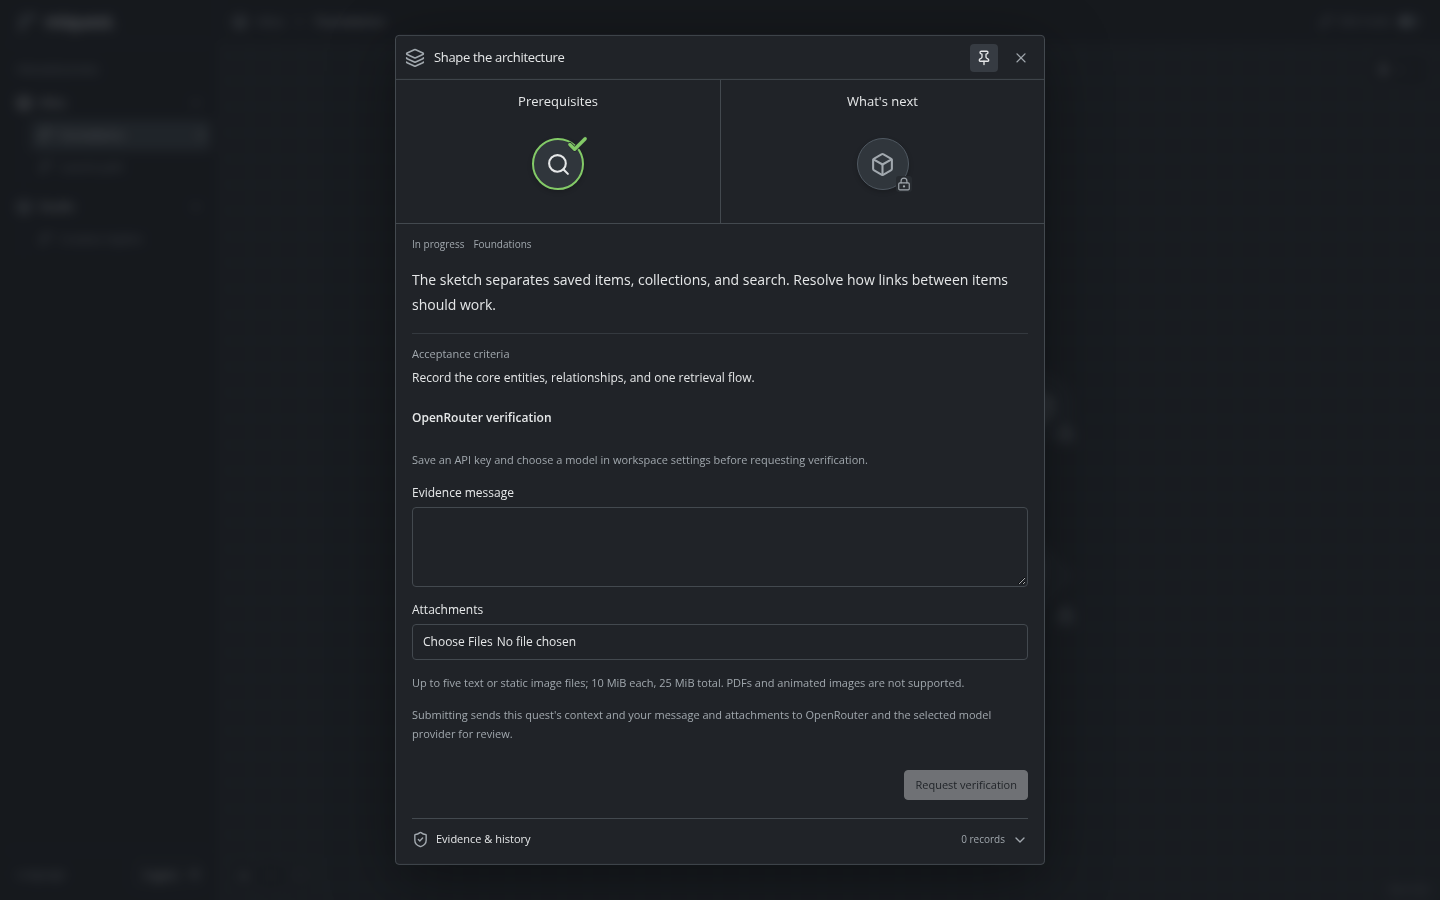 Shape the architecture
Prerequisites
What's next
In progress Foundations
The sketch separates saved items, collections, and search. Resolve how links between items
should work.
Acceptance criteria
Record the core entities, relationships, and one retrieval flow.
OpenRouter verification
Save an API key and choose a model in workspace settings before requesting verification.
Evidence message
Attachments
Choose Files No file chosen
Up to five text or static image files; 10 MiB each, 25 MiB total. PDFs and animated images are not supported.
Submitting sends this quest's context and your message and attachments to OpenRouter and the selected model
provider for review.
Request verification
Evidence & history
0 records